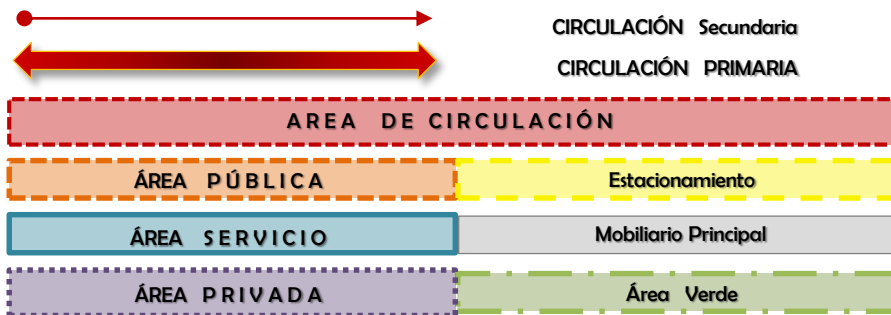 CIRCULACIÓN Secundaria
CIRCULACIÓN PRIMARIA
AREA DE CIRCULACIÓN
ÁREA PÚBLICA
Estacionamiento
ÁREA SERVICIO
Mobiliario Principal
ÁREA PRIVADA
Área Verde